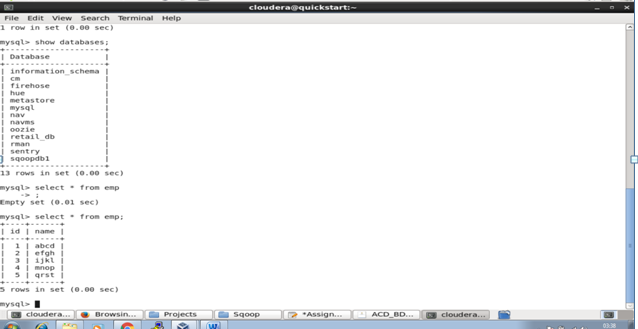 cloudera@quickstart:~
File Edit View Search Terminal Help
1 row in set (0.00 sec)
mysql> show databases;
+--------------------+
| Database           |
+--------------------+
| information_schema |
| cm                 |
| firehose           |
| hue                |
| metastore          |
| mysql              |
| nav                |
| navms              |
| oozie              |
| retail_db          |
| rman               |
| sentry             |
| sqoopdb1           |
+--------------------+
13 rows in set (0.00 sec)
mysql> select * from emp
    -> ;
Empty set (0.01 sec)
mysql> select * from emp;
+----+------+
| id | name |
+----+------+
|  1 | abcd |
|  2 | efgh |
|  3 | ijkl |
|  4 | mnop |
|  5 | qrst |
+----+------+
5 rows in set (0.00 sec)
mysql>
cloudera... Browsin... Projects Sqoop *Assign... ACD_BD... cloudera...
03:38